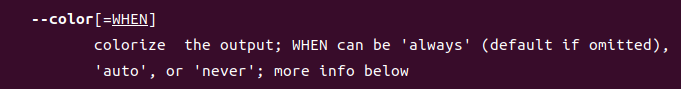 --color[=WHEN]
colorize  the output; WHEN can be 'always' (default if omitted),
'auto', or 'never'; more info below